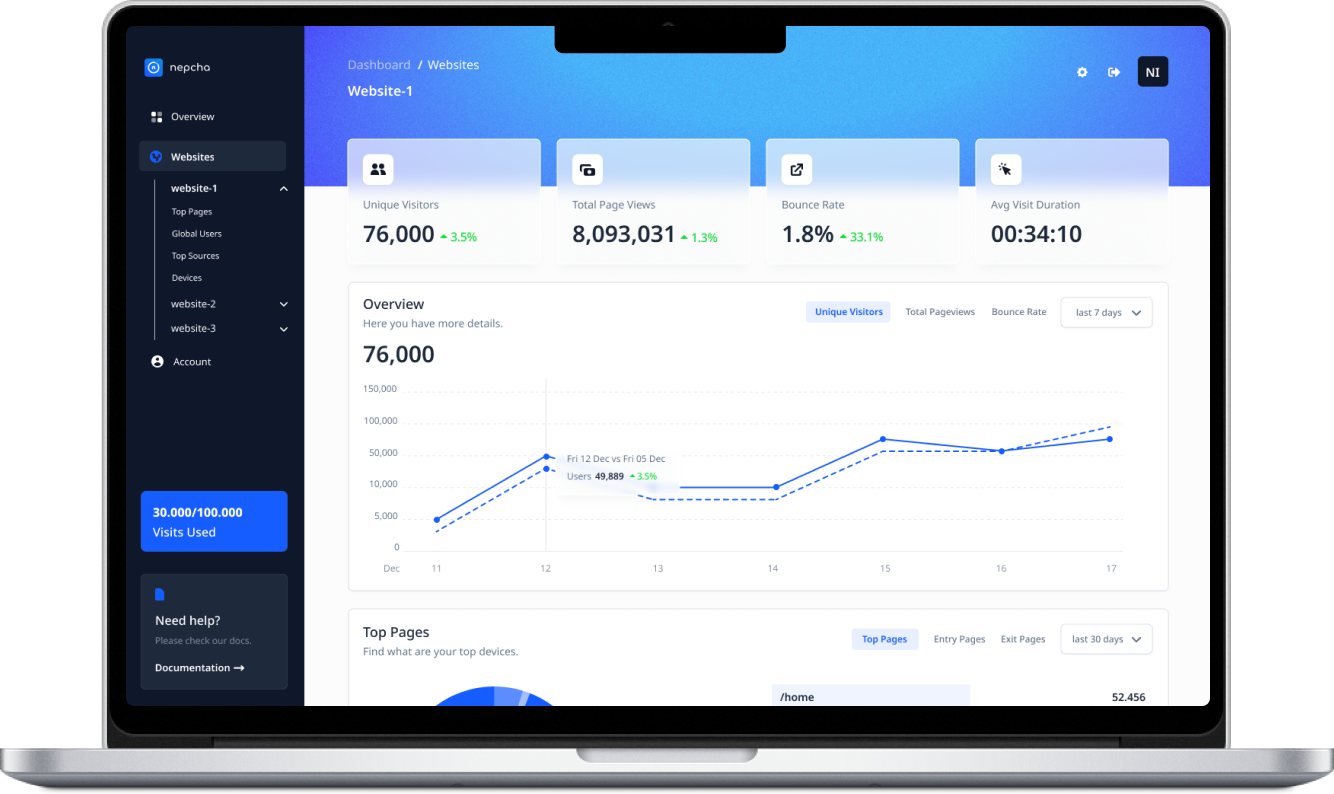 nepcha
Overview
Websites
website-1
Top Pages
Global Users
Top Sources
Devices
website-2
website-3
Account
30.000/100.000
Visits Used
Need help?
Please check our docs.
Documentation →
Dashboard / Websites
Website-1
NI
Unique Visitors
76,000 3.5%
Total Page Views
8,093,031 1.3%
Bounce Rate
1.8% 33.1%
Avg Visit Duration
00:34:10
Overview
Here you have more details.
Unique Visitors Total Pageviews Bounce Rate last 7 days
76,000
150,000
100,000
50,000
10,000
5,000
0
Fri 12 Dec vs Fri 05 Dec
Users 49,889 3.5%
Dec 11 12 13 14 15 16 17
Top Pages
Find what are your top devices.
Top Pages Entry Pages Exit Pages last 30 days
/home 52.456